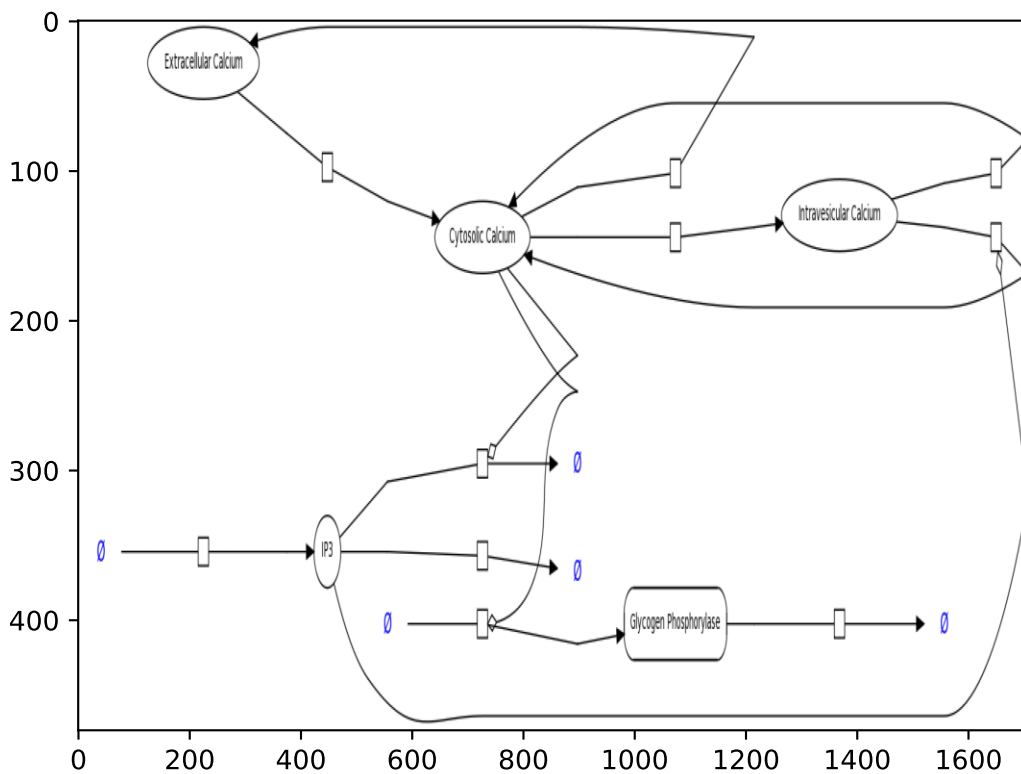 0
Extracellular Calcium
100
Cytosolic Calcium
Intravesicular Calcium
200
300
Ø
Ø
IP3
Ø
400
Ø
Glycogen Phosphorylase
Ø
0
200
400
600
800
1000
1200
1400
1600